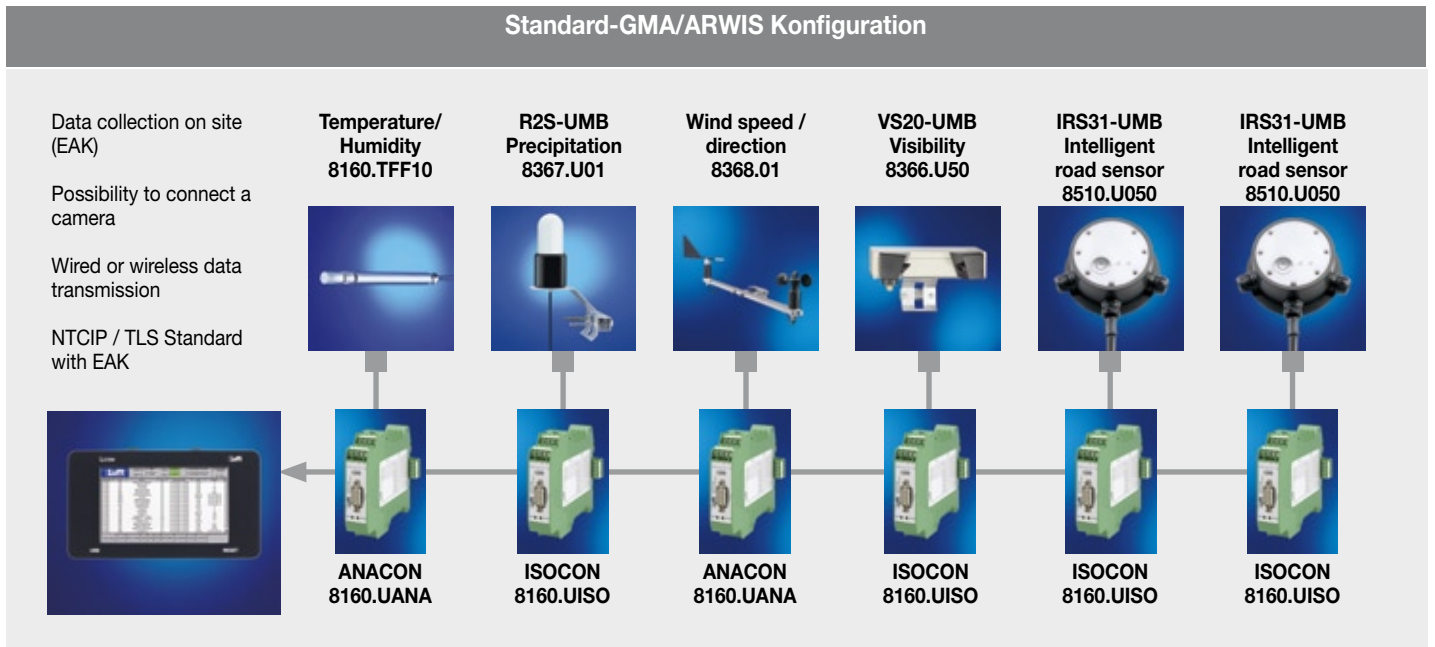 Standard-GMA/ARWIS Konfiguration
Data collection on site
(EAK)
Possibility to connect a
camera
Wired or wireless data
transmission
NTCIP / TLS Standard
with EAK
Temperature/
Humidity
8160.TFF10
R2S-UMB
Precipitation
8367.U01
Wind speed /
direction
8368.01
VS20-UMB
Visibility
8366.U50
IRS31-UMB
Intelligent
road sensor
8510.U050
IRS31-UMB
Intelligent
road sensor
8510.U050
Lufft
ANACON
8160.UANA
ISOCON
8160.UISO
ANACON
8160.UANA
ISOCON
8160.UISO
ISOCON
8160.UISO
ISOCON
8160.UISO